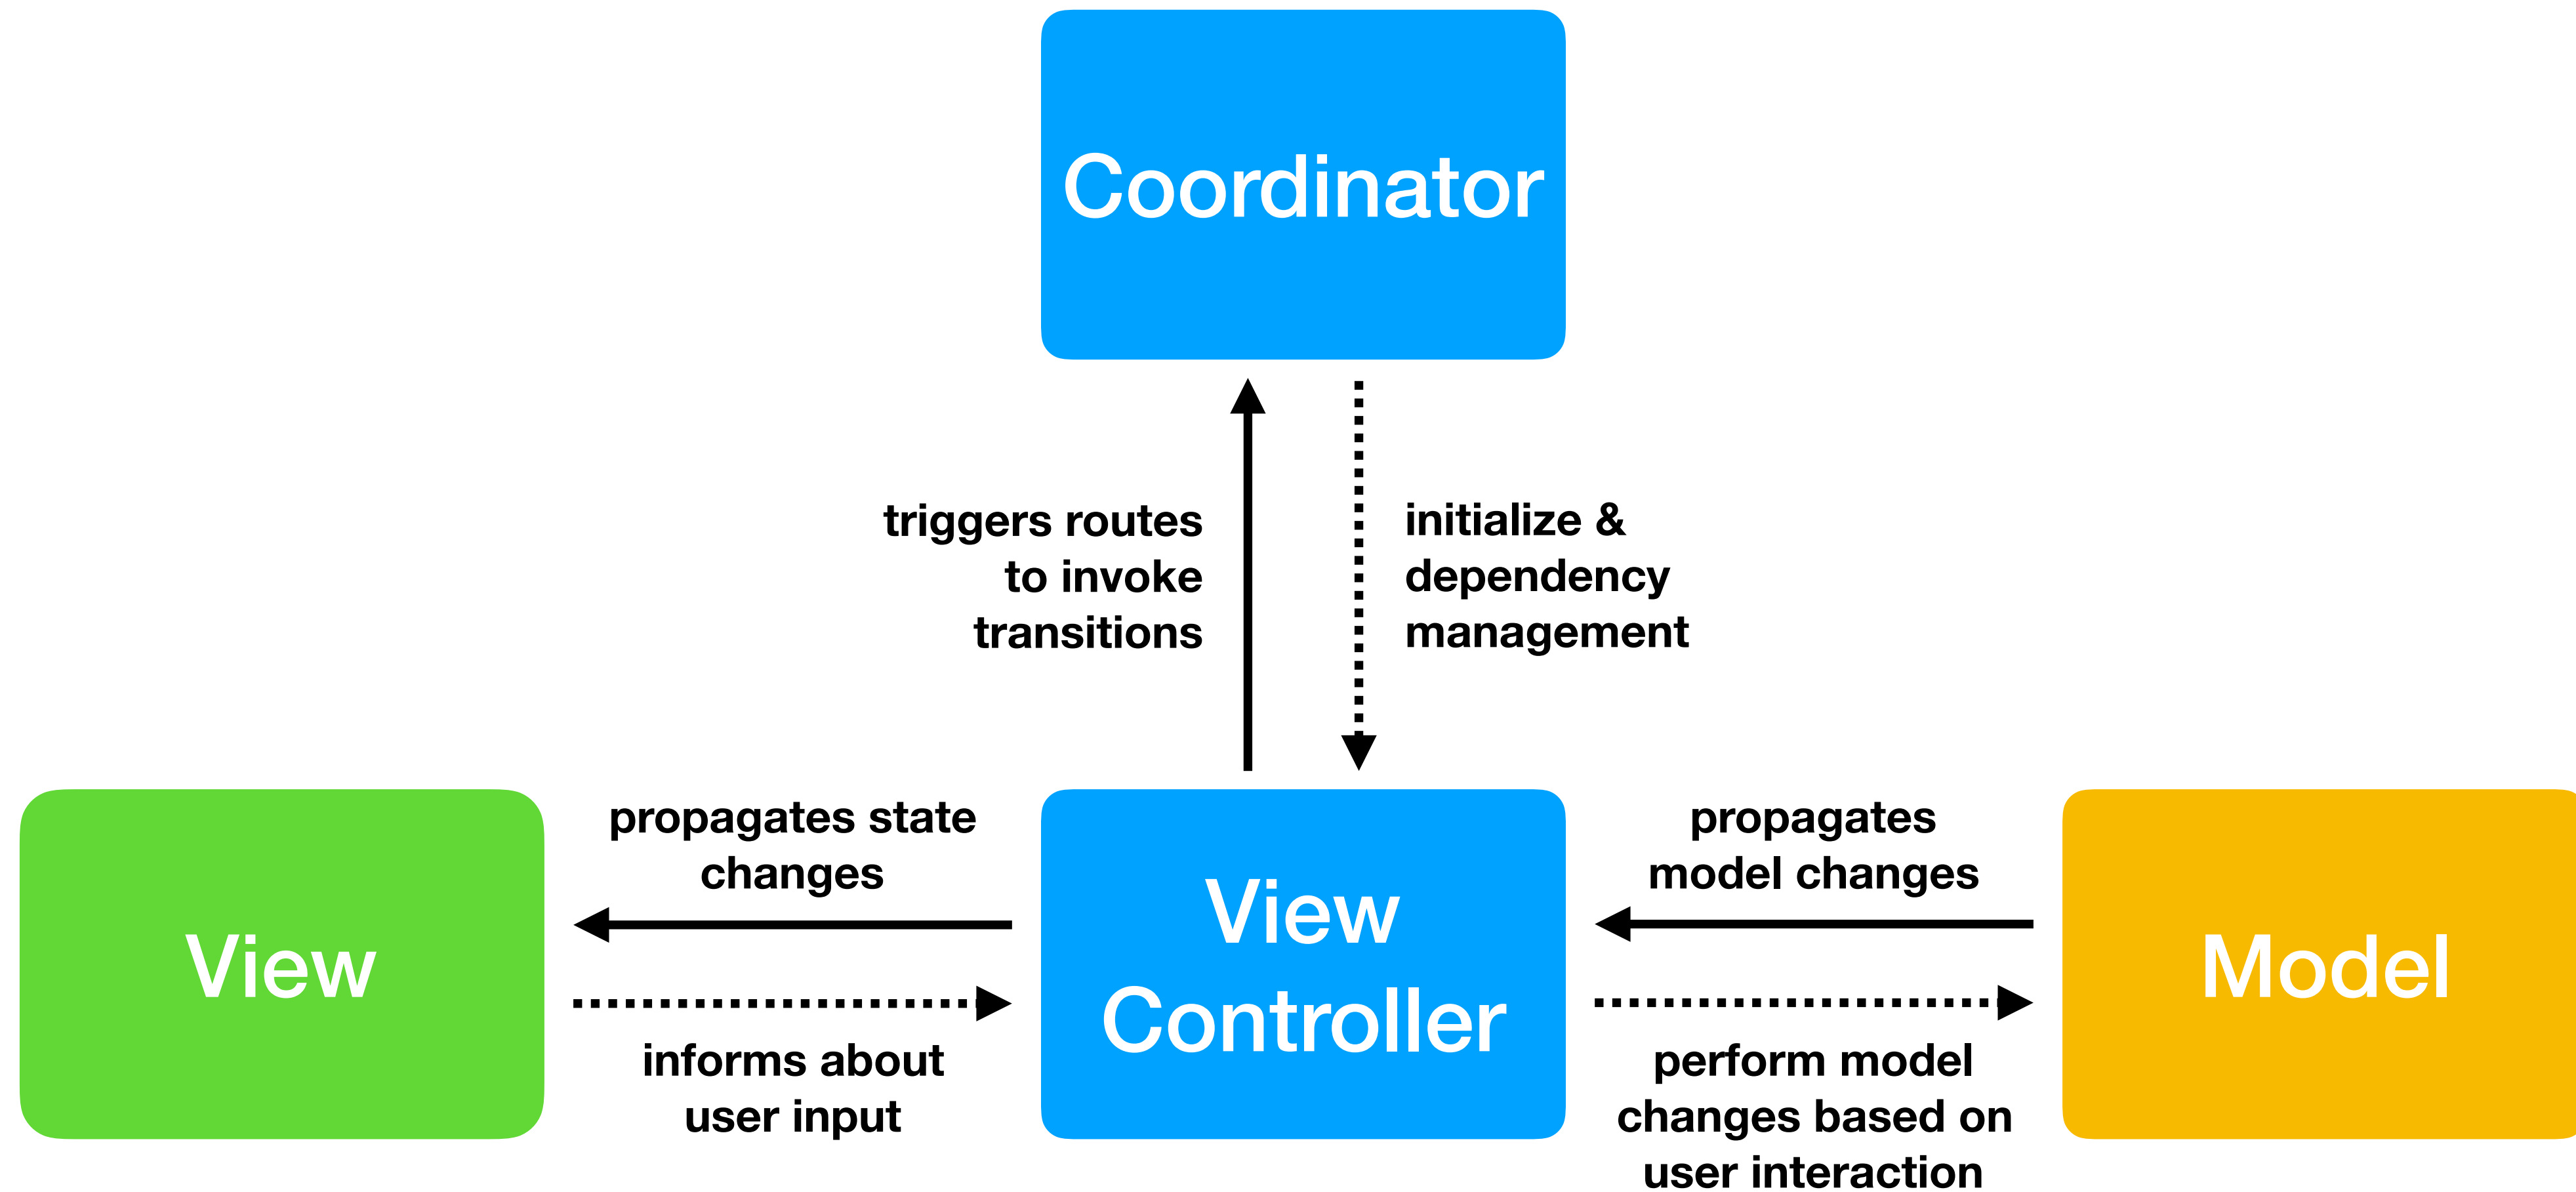 Coordinator
triggers routes
to invoke
transitions
initialize &
dependency
management
View
propagates state
changes
informs about
user input
View
Controller
propagates
model changes
perform model
changes based on
user interaction
Model